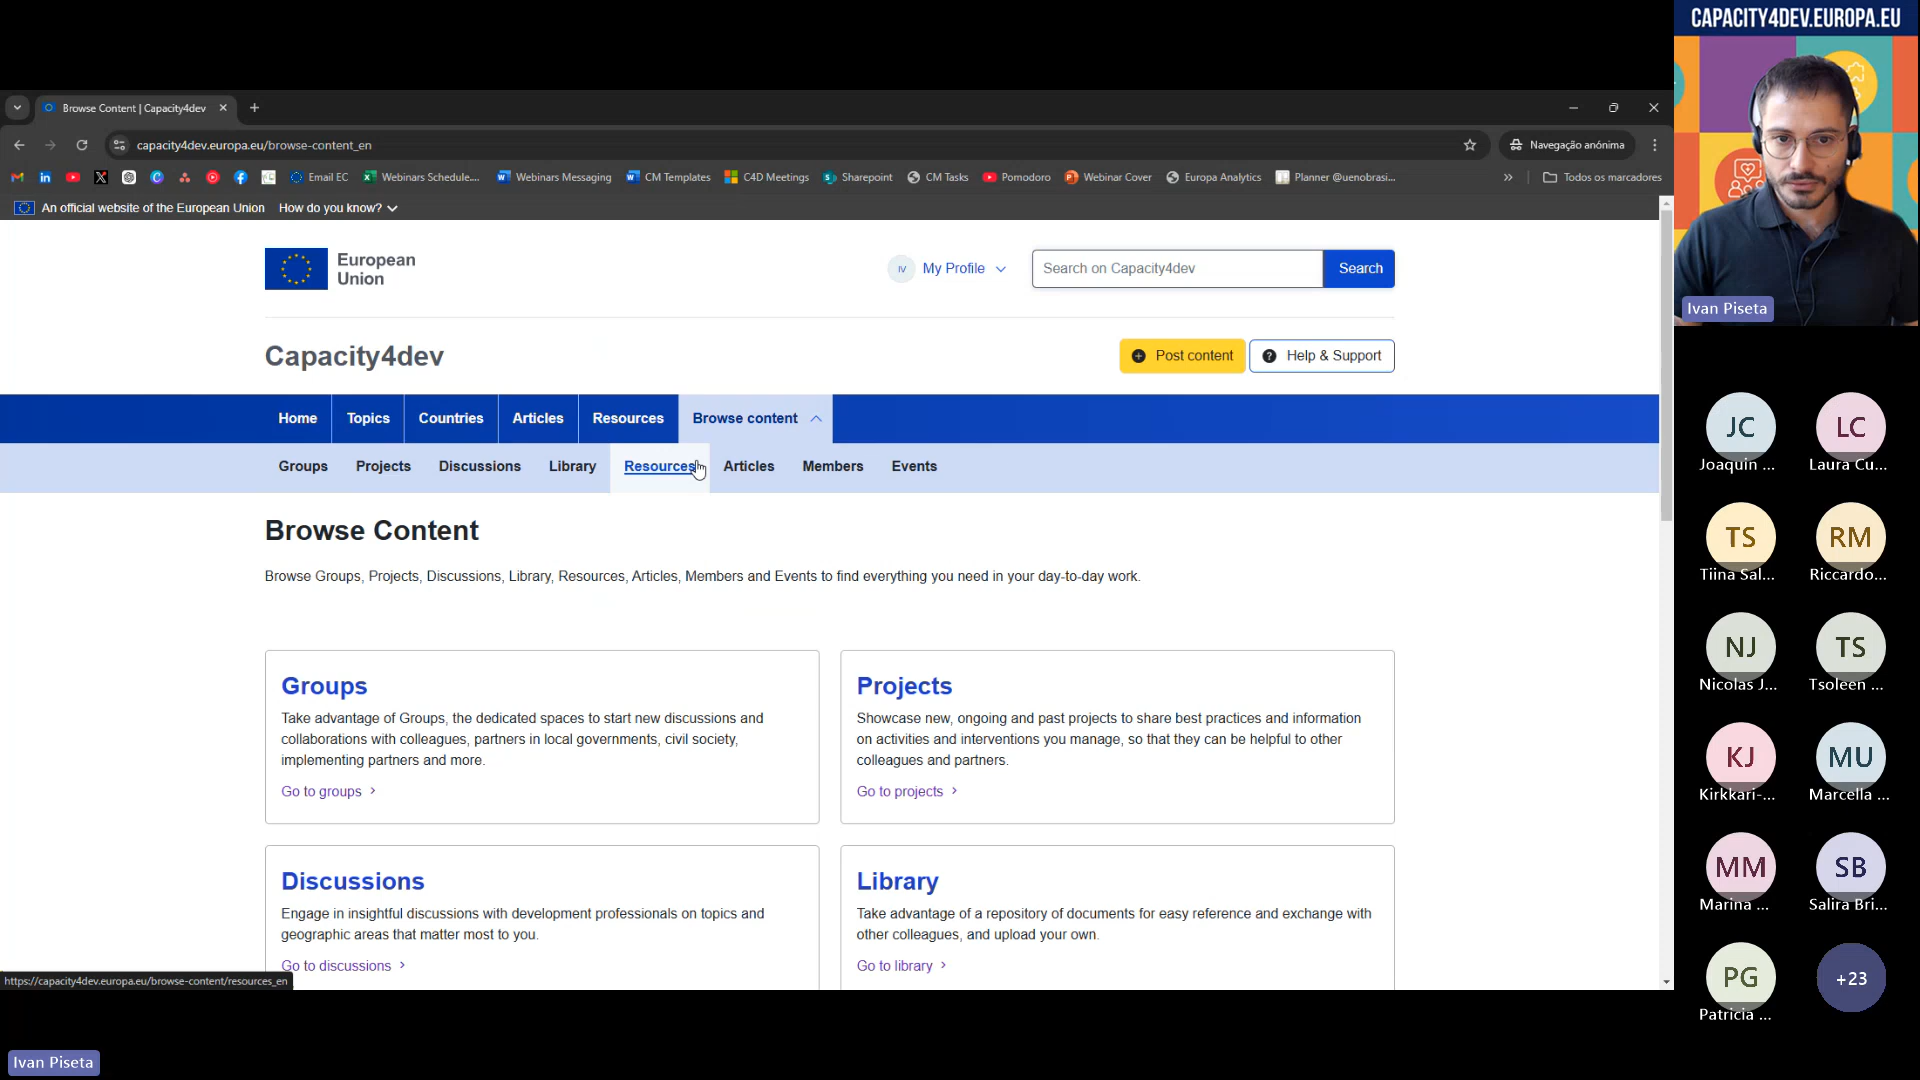 CAPACITY4DEV.EUROPA.EU
Browse Content | Capacity4dev
capacity4dev.europa.eu/browse-content_en
Navegação anónima
Email EC
Webinars Schedule....
Webinars Messaging
CM Templates
C4D Meetings
Sharepoint
CM Tasks
Pomodoro
Webinar Cover
Europa Analytics
Planner @uenobrasi...
Todos os marcadores
An official website of the European Union How do you know?
European
Union
IV My Profile
Search on Capacity4dev
Search
Capacity4dev
Post content
Help & Support
Home Topics Countries Articles Resources Browse content
Groups Projects Discussions Library Resources Articles Members Events
Browse Content
Browse Groups, Projects, Discussions, Library, Resources, Articles, Members and Events to find everything you need in your day-to-day work.
Groups
Take advantage of Groups, the dedicated spaces to start new discussions and
collaborations with colleagues, partners in local governments, civil society,
implementing partners and more.
Go to groups
Projects
Showcase new, ongoing and past projects to share best practices and information
on activities and interventions you manage, so that they can be helpful to other
colleagues and partners.
Go to projects
Discussions
Engage in insightful discussions with development professionals on topics and
geographic areas that matter most to you.
Go to discussions
Library
Take advantage of a repository of documents for easy reference and exchange with
other colleagues, and upload your own.
Go to library
https://capacity4dev.europa.eu/browse-content/resources_en
Ivan Piseta
Ivan Piseta
JC
Joaquin ...
LC
Laura Cu...
TS
Tiina Sal...
RM
Riccardo...
NJ
Nicolas J...
TS
Tsoleen ...
KJ
Kirkkari-...
MU
Marcella ...
MM
Marina ...
SB
Salira Bri...
PG
Patricia ...
+23